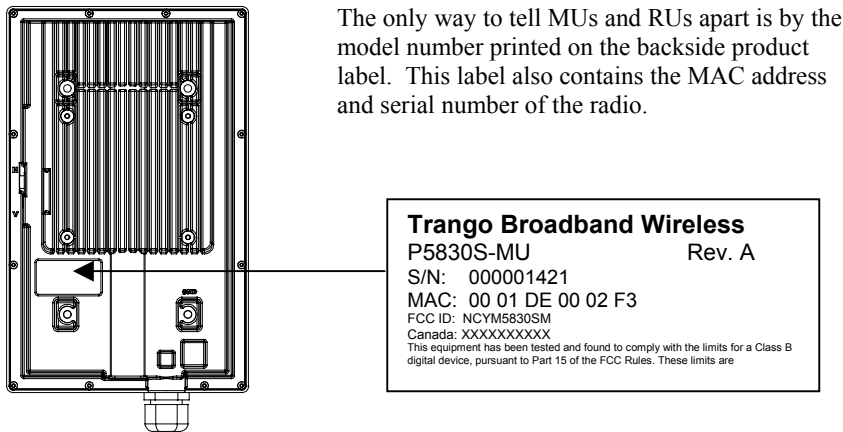 The only way to tell MUs and RUs apart is by the
model number printed on the backside product
label. This label also contains the MAC address
and serial number of the radio.
H
V
Trango Broadband Wireless
P5830S-MU Rev. A
S/N: 000001421
MAC: 00 01 DE 00 02 F3
FCC ID: NCYM5830SM
Canada: XXXXXXXXXX
This equipment has been tested and found to comply with the limits for a Class B
digital device, pursuant to Part 15 of the FCC Rules. These limits are